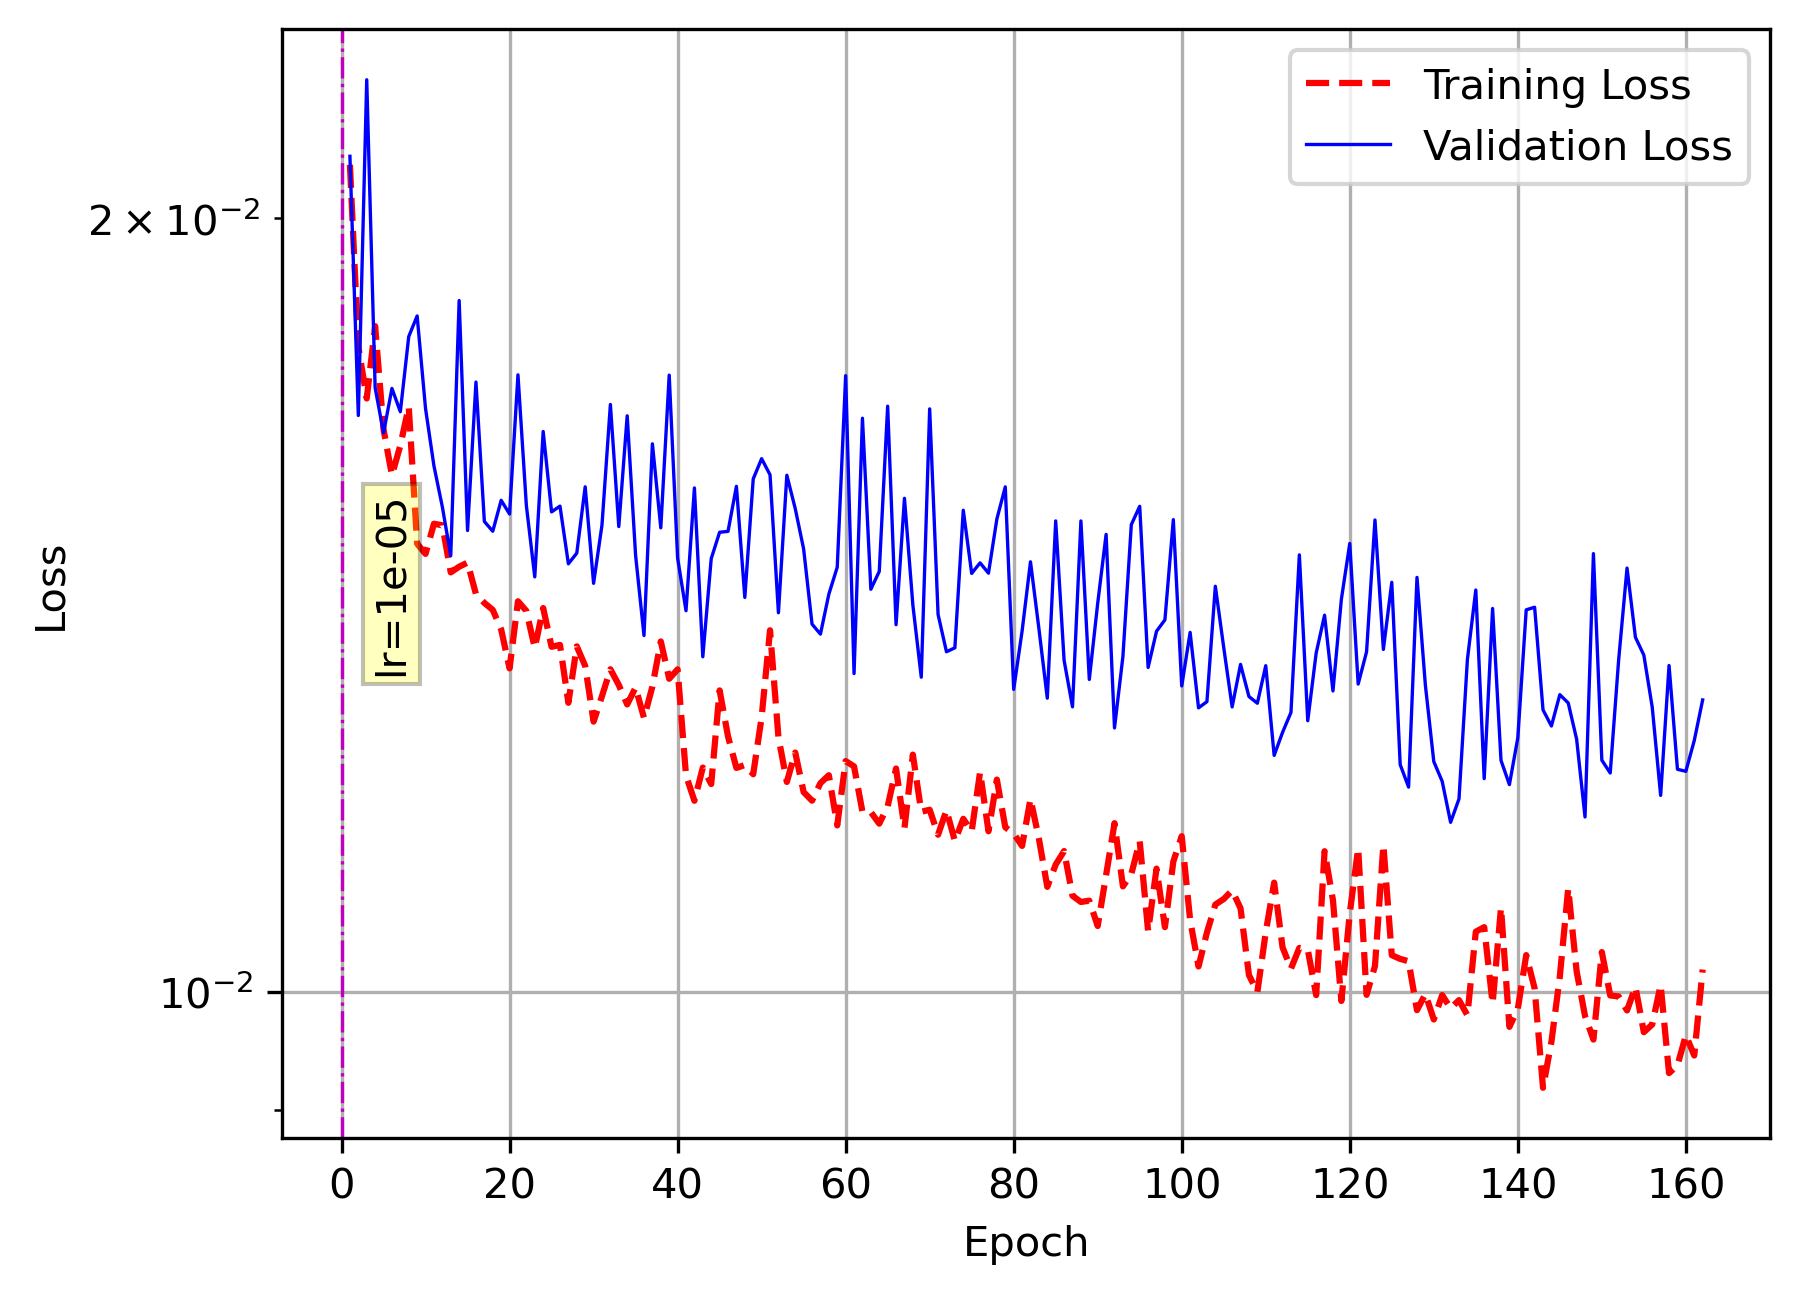 Training Loss
Validation Loss
2 × 10⁻²
10⁻²
Loss
lr=1e-05
0 20 40 60 80 100 120 140 160
Epoch